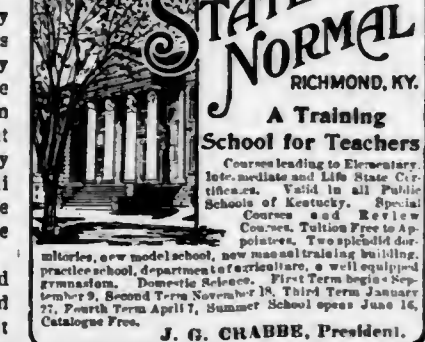 STATE
NORMAL
RICHMOND, KY.
A Training
School for Teachers
Courses leading to Elementary,
Intermediate and Life State Cer-
tificates. Valid in all Public
Schools of Kentucky. Special
Courses and Review
Courses. Tuition Free to Ap-
pointees. Two splendid dor-
mitories, new model school, new manual training building,
practice school, department of agriculture, a well equipped
gymnasium. Domestic Science. First Term begins Sep-
tember 9, Second Term November 18, Third Term January
27, Fourth Term April 7, Summer School opens June 16,
Catalogue Free.
J. G. CRABBE, President.